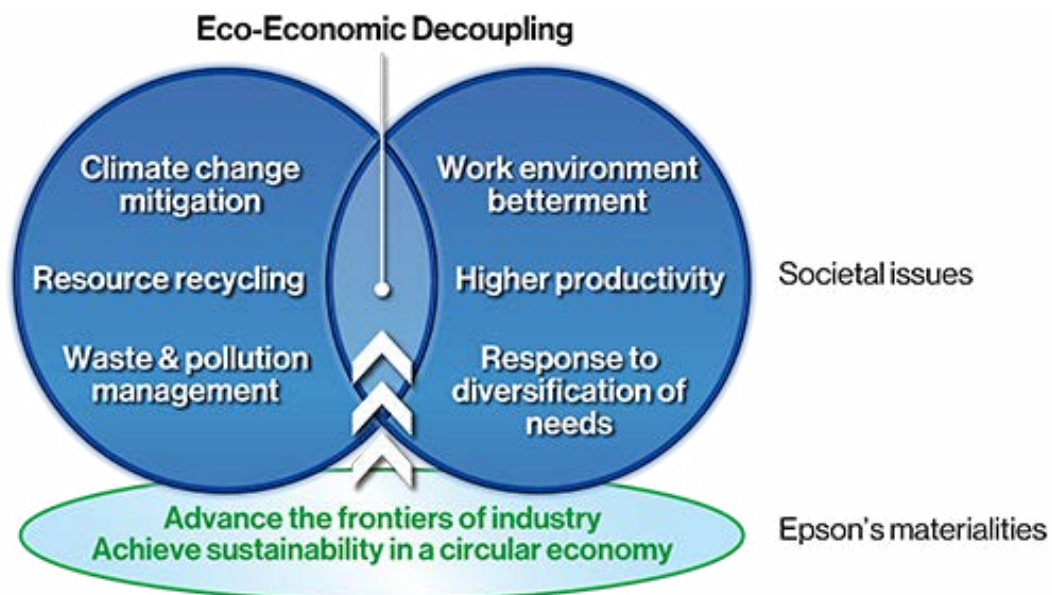 Eco-Economic Decoupling
Climate change
mitigation
Resource recycling
Waste & pollution
management
Work environment
betterment
Higher productivity
Response to
diversification of
needs
Societal issues
Advance the frontiers of industry
Achieve sustainability in a circular economy
Epson's materialities